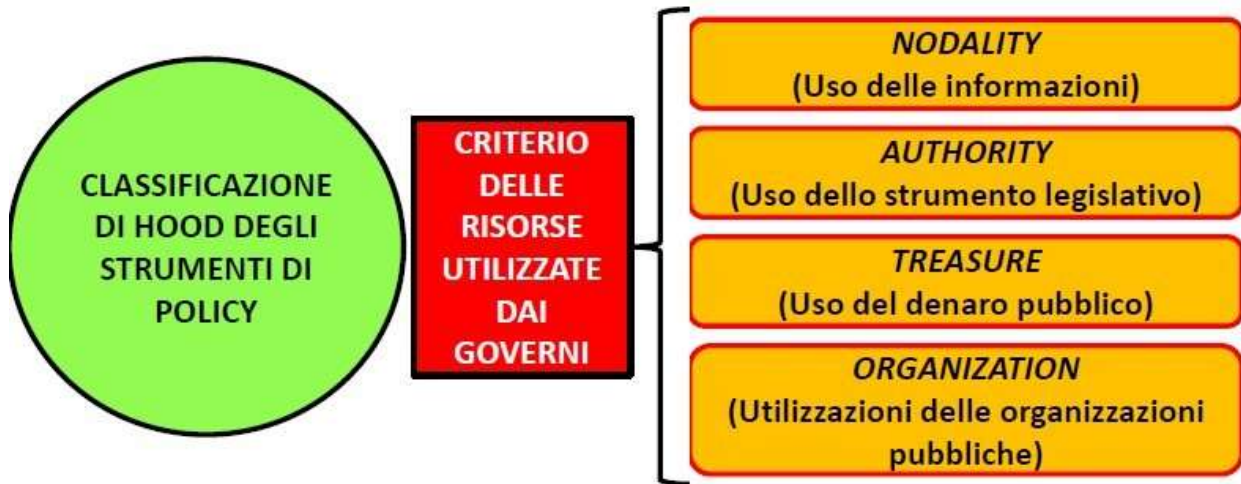 CLASSIFICAZIONE
DI HOOD DEGLI
STRUMENTI DI
POLICY
CRITERIO
DELLE
RISORSE
UTILIZZATE
DAI
GOVERNI
NODALITY
(Uso delle informazioni)
AUTHORITY
(Uso dello strumento legislativo)
TREASURE
(Uso del denaro pubblico)
ORGANIZATION
(Utilizzazioni delle organizzazioni
pubbliche)